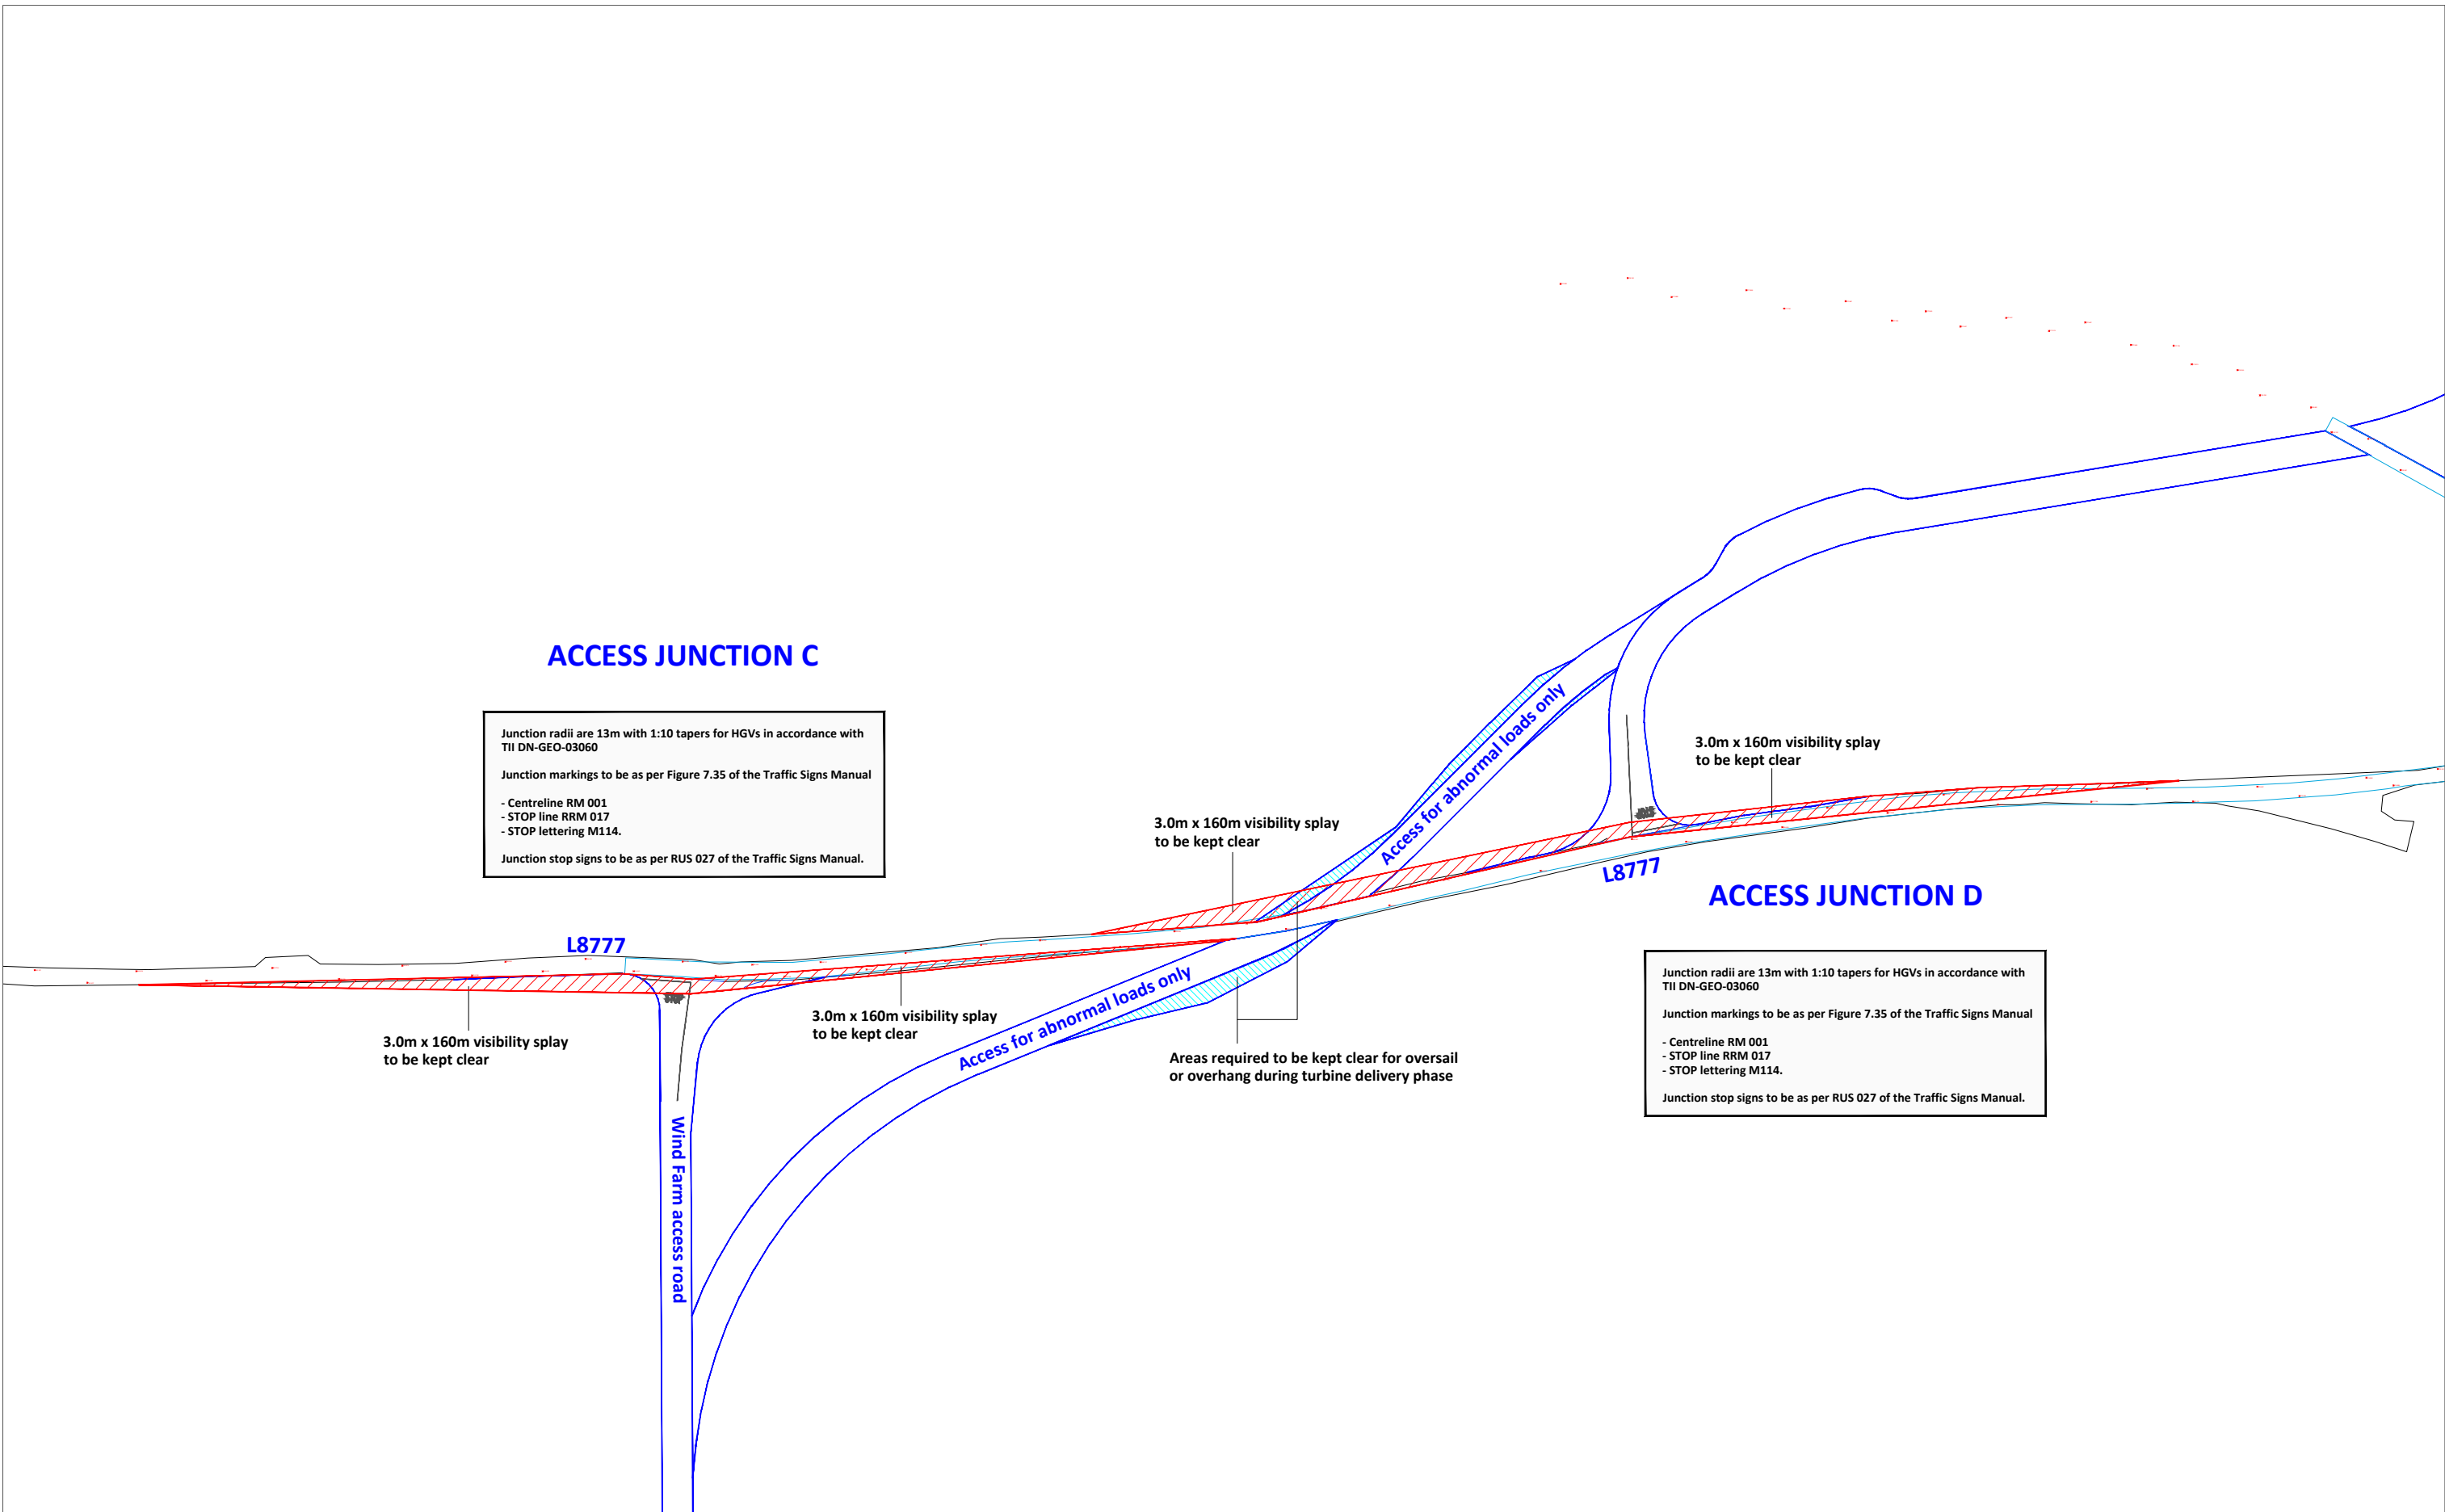 ACCESS JUNCTION C
Junction radii are 13m with 1:10 tapers for HGVs in accordance with
TII DN-GEO-03060
Junction markings to be as per Figure 7.35 of the Traffic Signs Manual
- Centreline RM 001
- STOP line RRM 017
- STOP lettering M114.
Junction stop signs to be as per RUS 027 of the Traffic Signs Manual.
Access for abnormal loads only
3.0m x 160m visibility splay
to be kept clear
3.0m x 160m visibility splay
to be kept clear
L8777
ACCESS JUNCTION D
L8777
STOP
3.0m x 160m visibility splay
to be kept clear
3.0m x 160m visibility splay
to be kept clear
Access for abnormal loads only
Areas required to be kept clear for oversail
or overhang during turbine delivery phase
Junction radii are 13m with 1:10 tapers for HGVs in accordance with
TII DN-GEO-03060
Junction markings to be as per Figure 7.35 of the Traffic Signs Manual
- Centreline RM 001
- STOP line RRM 017
- STOP lettering M114.
Junction stop signs to be as per RUS 027 of the Traffic Signs Manual.
Wind Farm access road